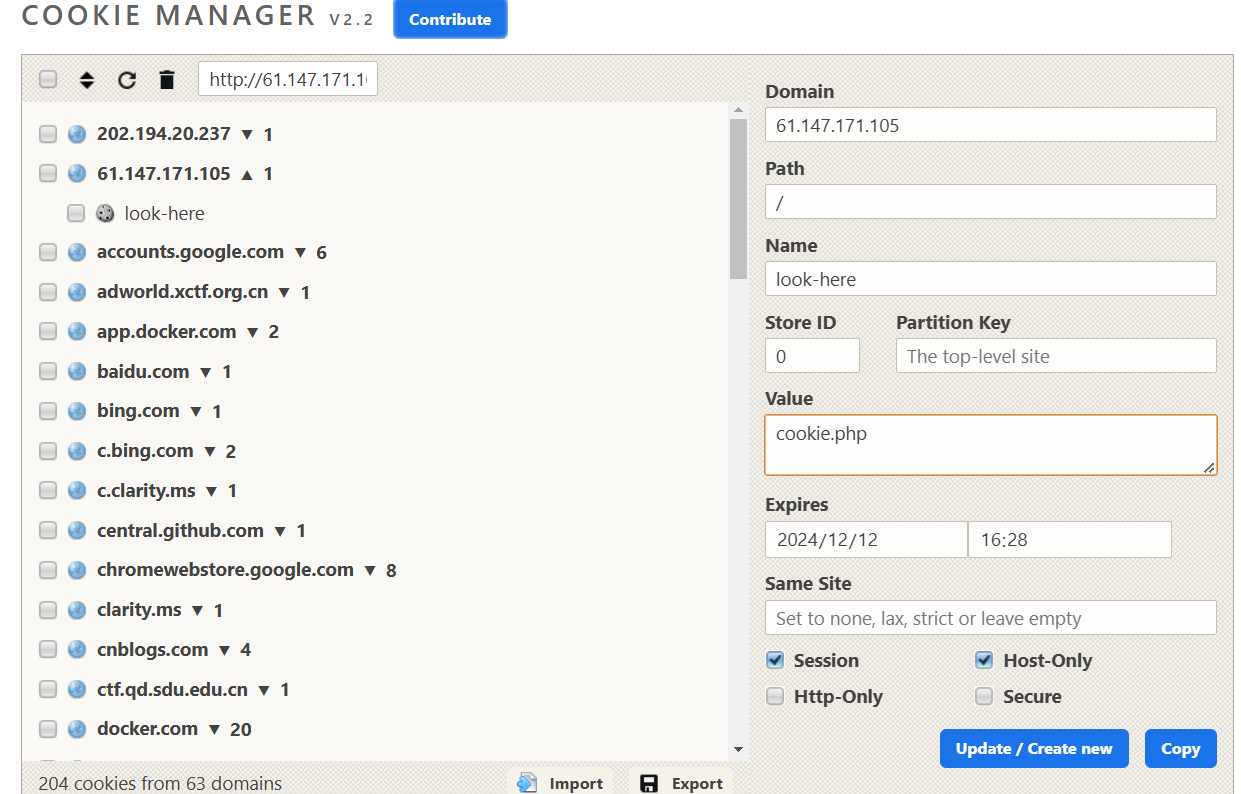 COOKIE MANAGER V2.2 Contribute
http://61.147.171.1
202.194.20.237 ▼ 1
61.147.171.105 ▲ 1
look-here
accounts.google.com ▼ 6
adworld.xctf.org.cn ▼ 1
app.docker.com ▼ 2
baidu.com ▼ 1
bing.com ▼ 1
c.bing.com ▼ 2
c.clarity.ms ▼ 1
central.github.com ▼ 1
chromewebstore.google.com ▼ 8
clarity.ms ▼ 1
cnblogs.com ▼ 4
ctf.qd.sdu.edu.cn ▼ 1
docker.com ▼ 20
204 cookies from 63 domains
Import Export
Domain
61.147.171.105
Path
/
Name
look-here
Store ID Partition Key
0 The top-level site
Value
cookie.php
Expires
2024/12/12 16:28
Same Site
Set to none, lax, strict or leave empty
Session Host-Only
Http-Only Secure
Update / Create new Copy